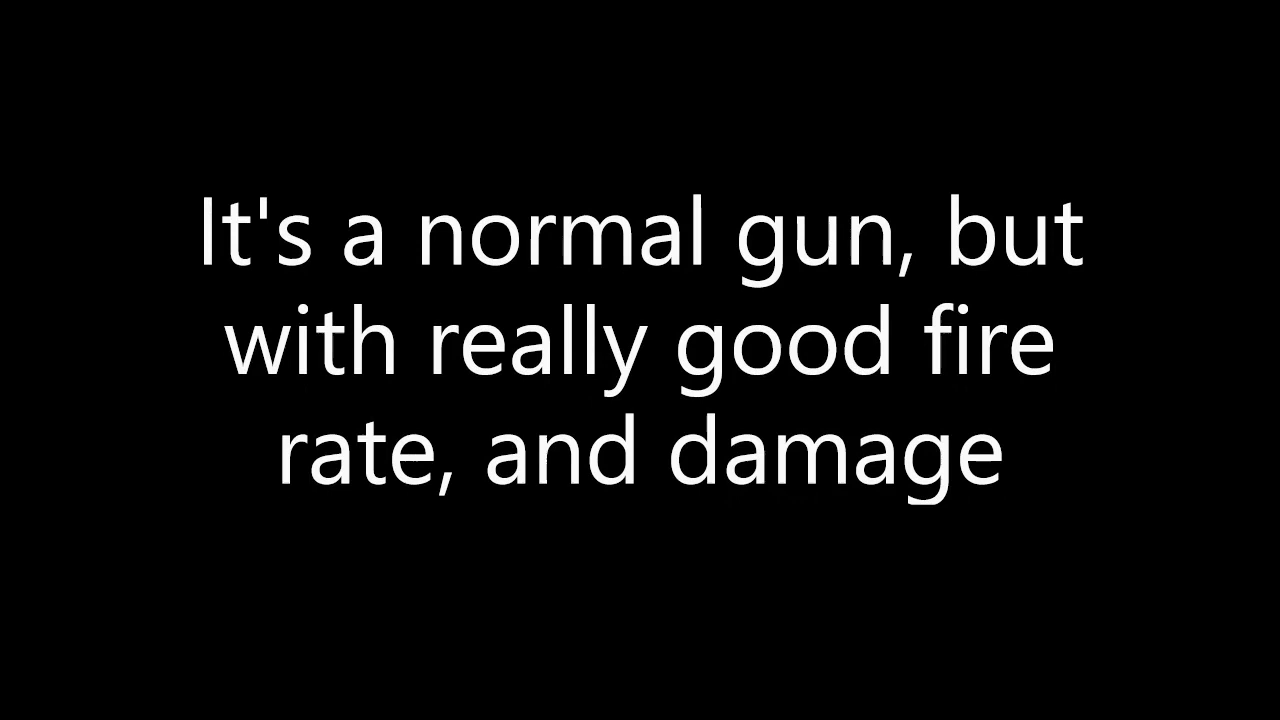 It's a normal gun, but
with really good fire
rate, and damage